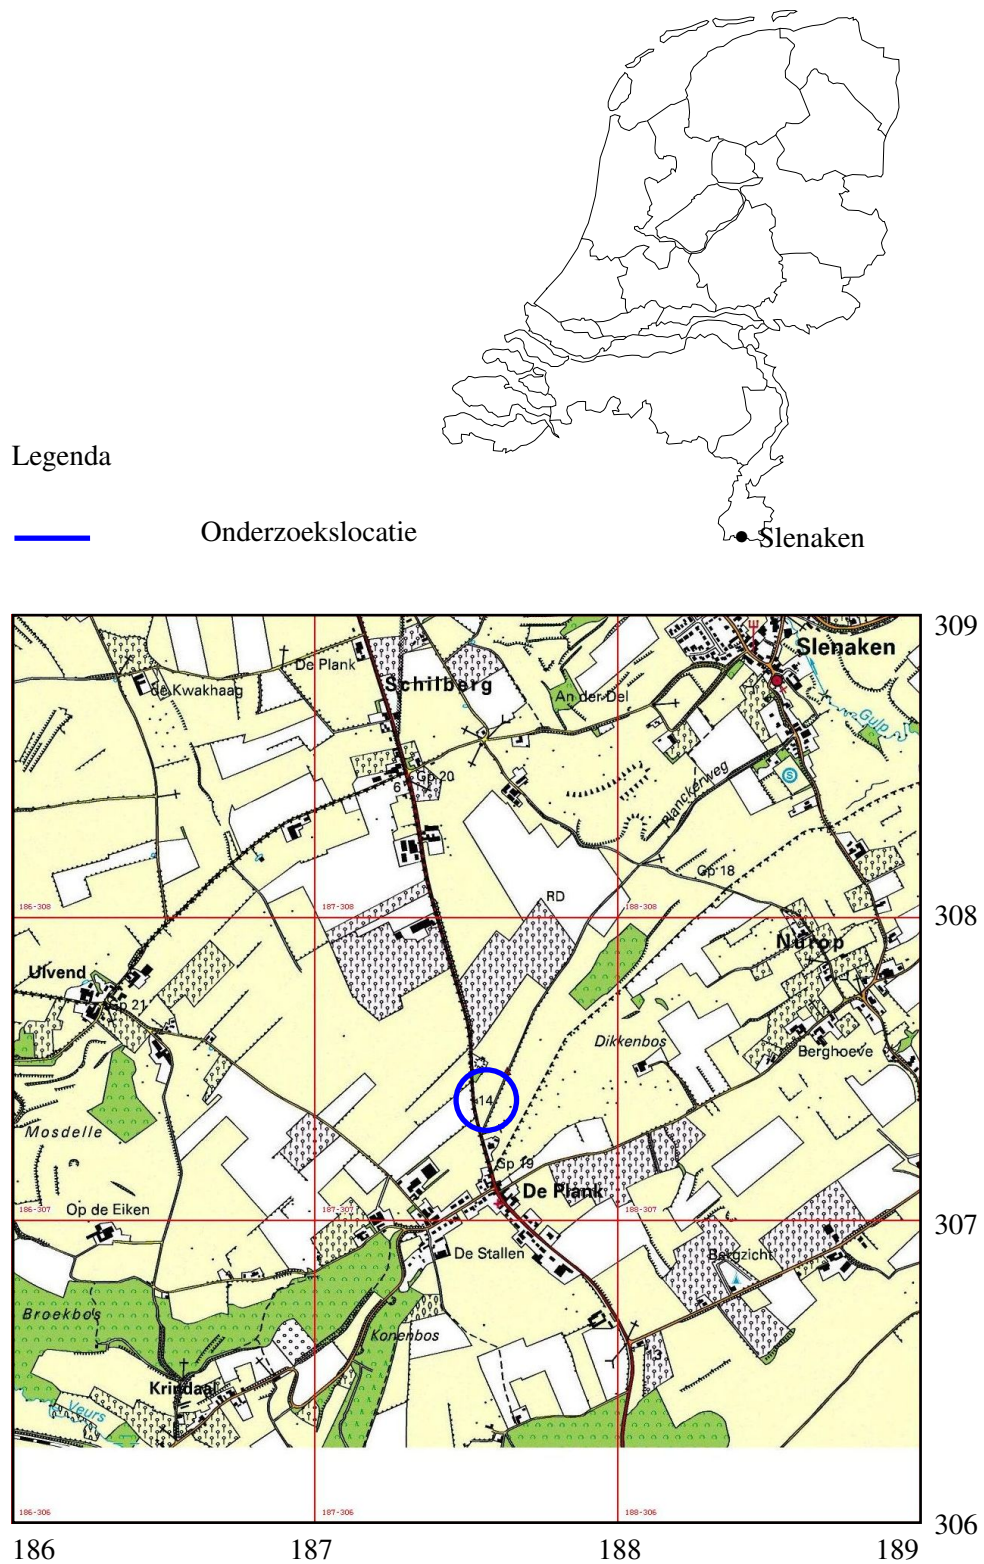 Legenda
Onderzoekslocatie
Slenaken
309
Slenaken
De Plank
de Kwakhaag
Schilberg
An der Del
Gulp
Gp 20
6
Planckerweg
S
Gp 18
RD
186-308
187-308
188-308
308
Nurop
Ulvend
Gp 21
Dikkenbos
Berghoeve
14
Mosdelle
Gp 19
De Plank
Op de Eiken
186-307
187-307
188-307
307
De Stallen
Bergzicht
Broekbos
Konenbos
13
Krindaal
Veurs
186-306
187-306
188-306
306
186
187
188
189